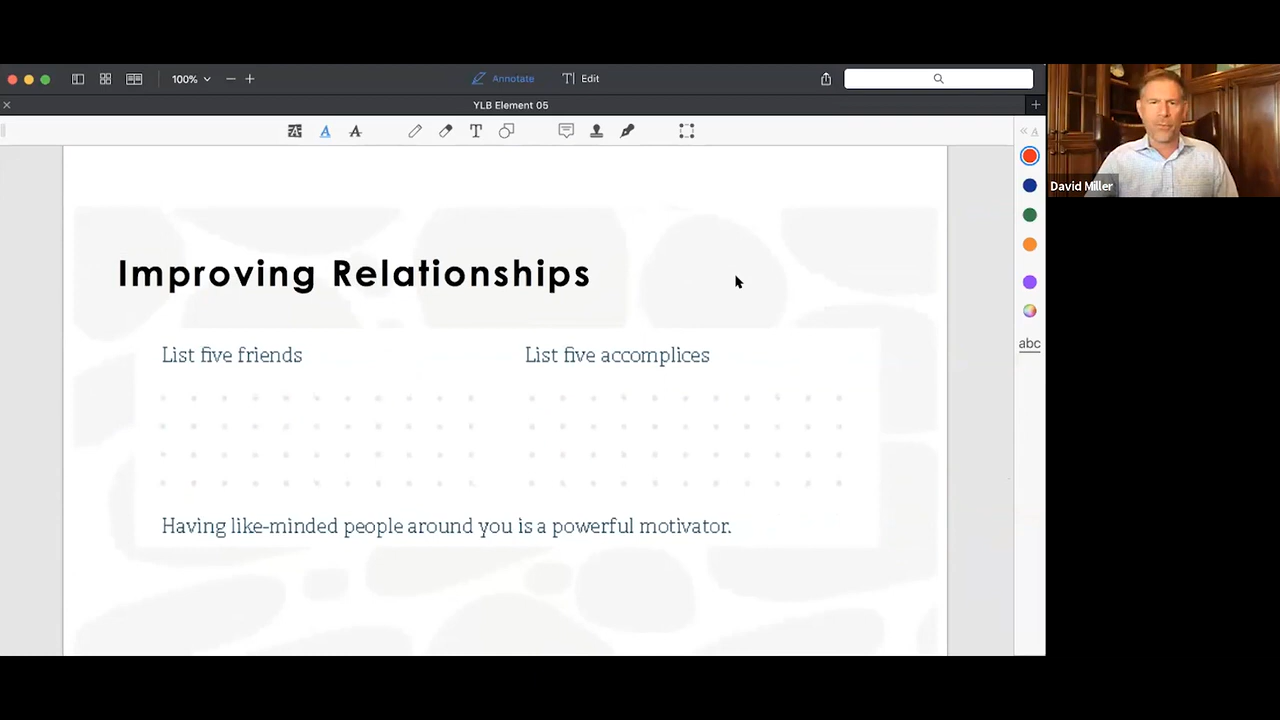 100%
Annotate
T Edit
YLB Element 05
A A A T
A
David Miller
abc
Improving Relationships
List five friends
List five accomplices
Having like-minded people around you is a powerful motivator.